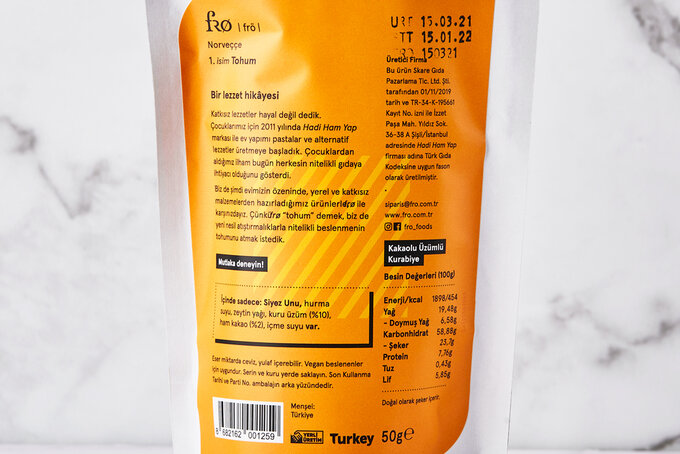 frø | frö |
Norveççe
1. isim Tohum
Bir lezzet hikâyesi
Katkısız lezzetler hayal değil dedik.
Çocuklarımız için 2011 yılında Hadi Ham Yap
markası ile ev yapımı pastalar ve alternatif
lezzetler üretmeye başladık. Çocuklardan
aldığımız ilham bugün herkesin nitelikli gıdaya
ihtiyacı olduğunu gösterdi.
Biz de şimdi evimizin özeninde, yerel ve katkısız
malzemelerden hazırladığımız ürünlerle frø ile
karşınızdayız. Çünkü frø "tohum" demek, biz de
yeni nesil atıştırmalıklarla nitelikli beslenmenin
tohumunu atmak istedik.
Mutlaka deneyin!
İçinde sadece: Siyez Unu, hurma
suyu, zeytin yağı, kuru üzüm (%10),
ham kakao (%2), içme suyu var.
Eser miktarda ceviz, yulaf içerebilir. Vegan beslenenler
için uygundur. Serin ve kuru yerde saklayın. Son Kullanma
Tarihi ve Parti No. ambalajın arka yüzündedir.
8 682162 001259
Menşei:
Türkiye
YERLİ
ÜRETİM
Turkey 50g℮
15.03.21
15.01.22
150321
Üretici Firma
Bu ürün Skare Gıda
Pazarlama Tic. Ltd. Şti.
tarafından 01/11/2019
tarih ve TR-34-K-195661
Kayıt No. izni ile İzzet
Paşa Mah. Yıldız Sok.
36-38 A Şişli/İstanbul
adresinde Hadi Ham Yap
firması adına Türk Gıda
Kodeksine uygun fason
olarak üretilmiştir.
siparis@fro.com.tr
www.fro.com.tr
fro_foods
Kakaolu Üzümlü
Kurabiye
Besin Değerleri (100g)
Enerji/kcal 1898/454
Yağ 19,48g
- Doymuş Yağ 6,58g
Karbonhidrat 58,88g
- Şeker 23,7g
Protein 7,76g
Tuz 0,43g
Lif 5,85g
Doğal olarak şeker içerir.